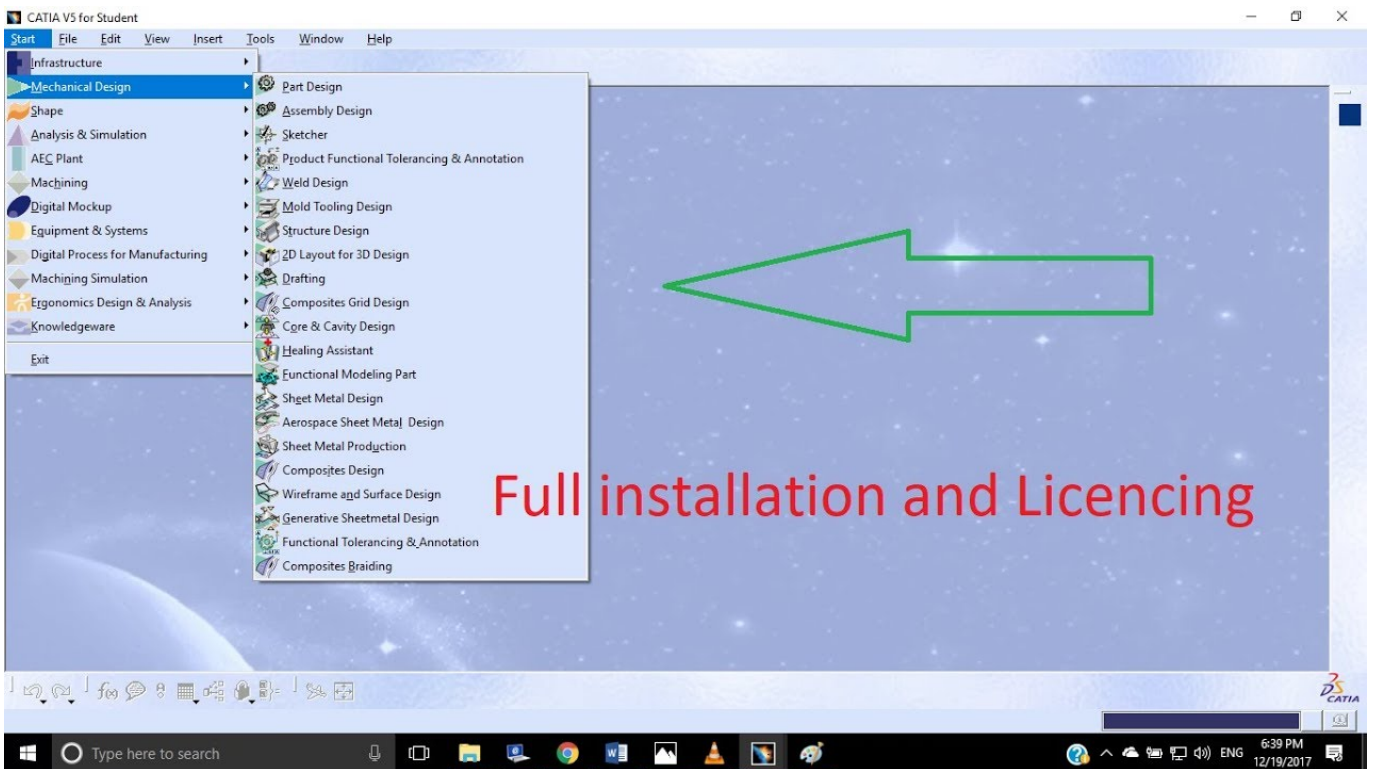 CATIA V5 for Student
Start File Edit View Insert Tools Window Help
Infrastructure
Mechanical Design
Shape
Analysis & Simulation
AEC Plant
Machining
Digital Mockup
Equipment & Systems
Digital Process for Manufacturing
Machining Simulation
Ergonomics Design & Analysis
Knowledgeware
Exit
Part Design
Assembly Design
Sketcher
Product Functional Tolerancing & Annotation
Weld Design
Mold Tooling Design
Structure Design
2D Layout for 3D Design
Drafting
Composites Grid Design
Core & Cavity Design
Healing Assistant
Functional Modeling Part
Sheet Metal Design
Aerospace Sheet Metal Design
Sheet Metal Production
Composites Design
Wireframe and Surface Design
Generative Sheetmetal Design
Functional Tolerancing & Annotation
Composites Braiding
Full installation and Licencing
f(x)
DS
CATIA
Type here to search
ENG
6:39 PM
12/19/2017